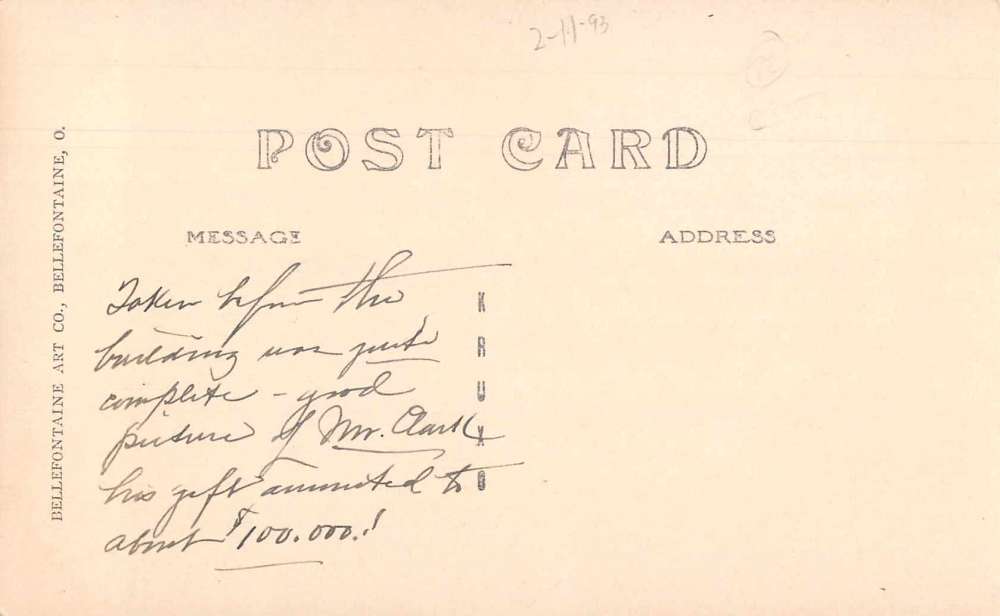 2-11-93
POST CARD
MESSAGE
ADDRESS
BELLEFONTAINE ART CO., BELLEFONTAINE, O.
KRUXO
Taken before the
building was quite
complete - good
picture of Mr. Clark
his gift amounted to
about $100.000.!